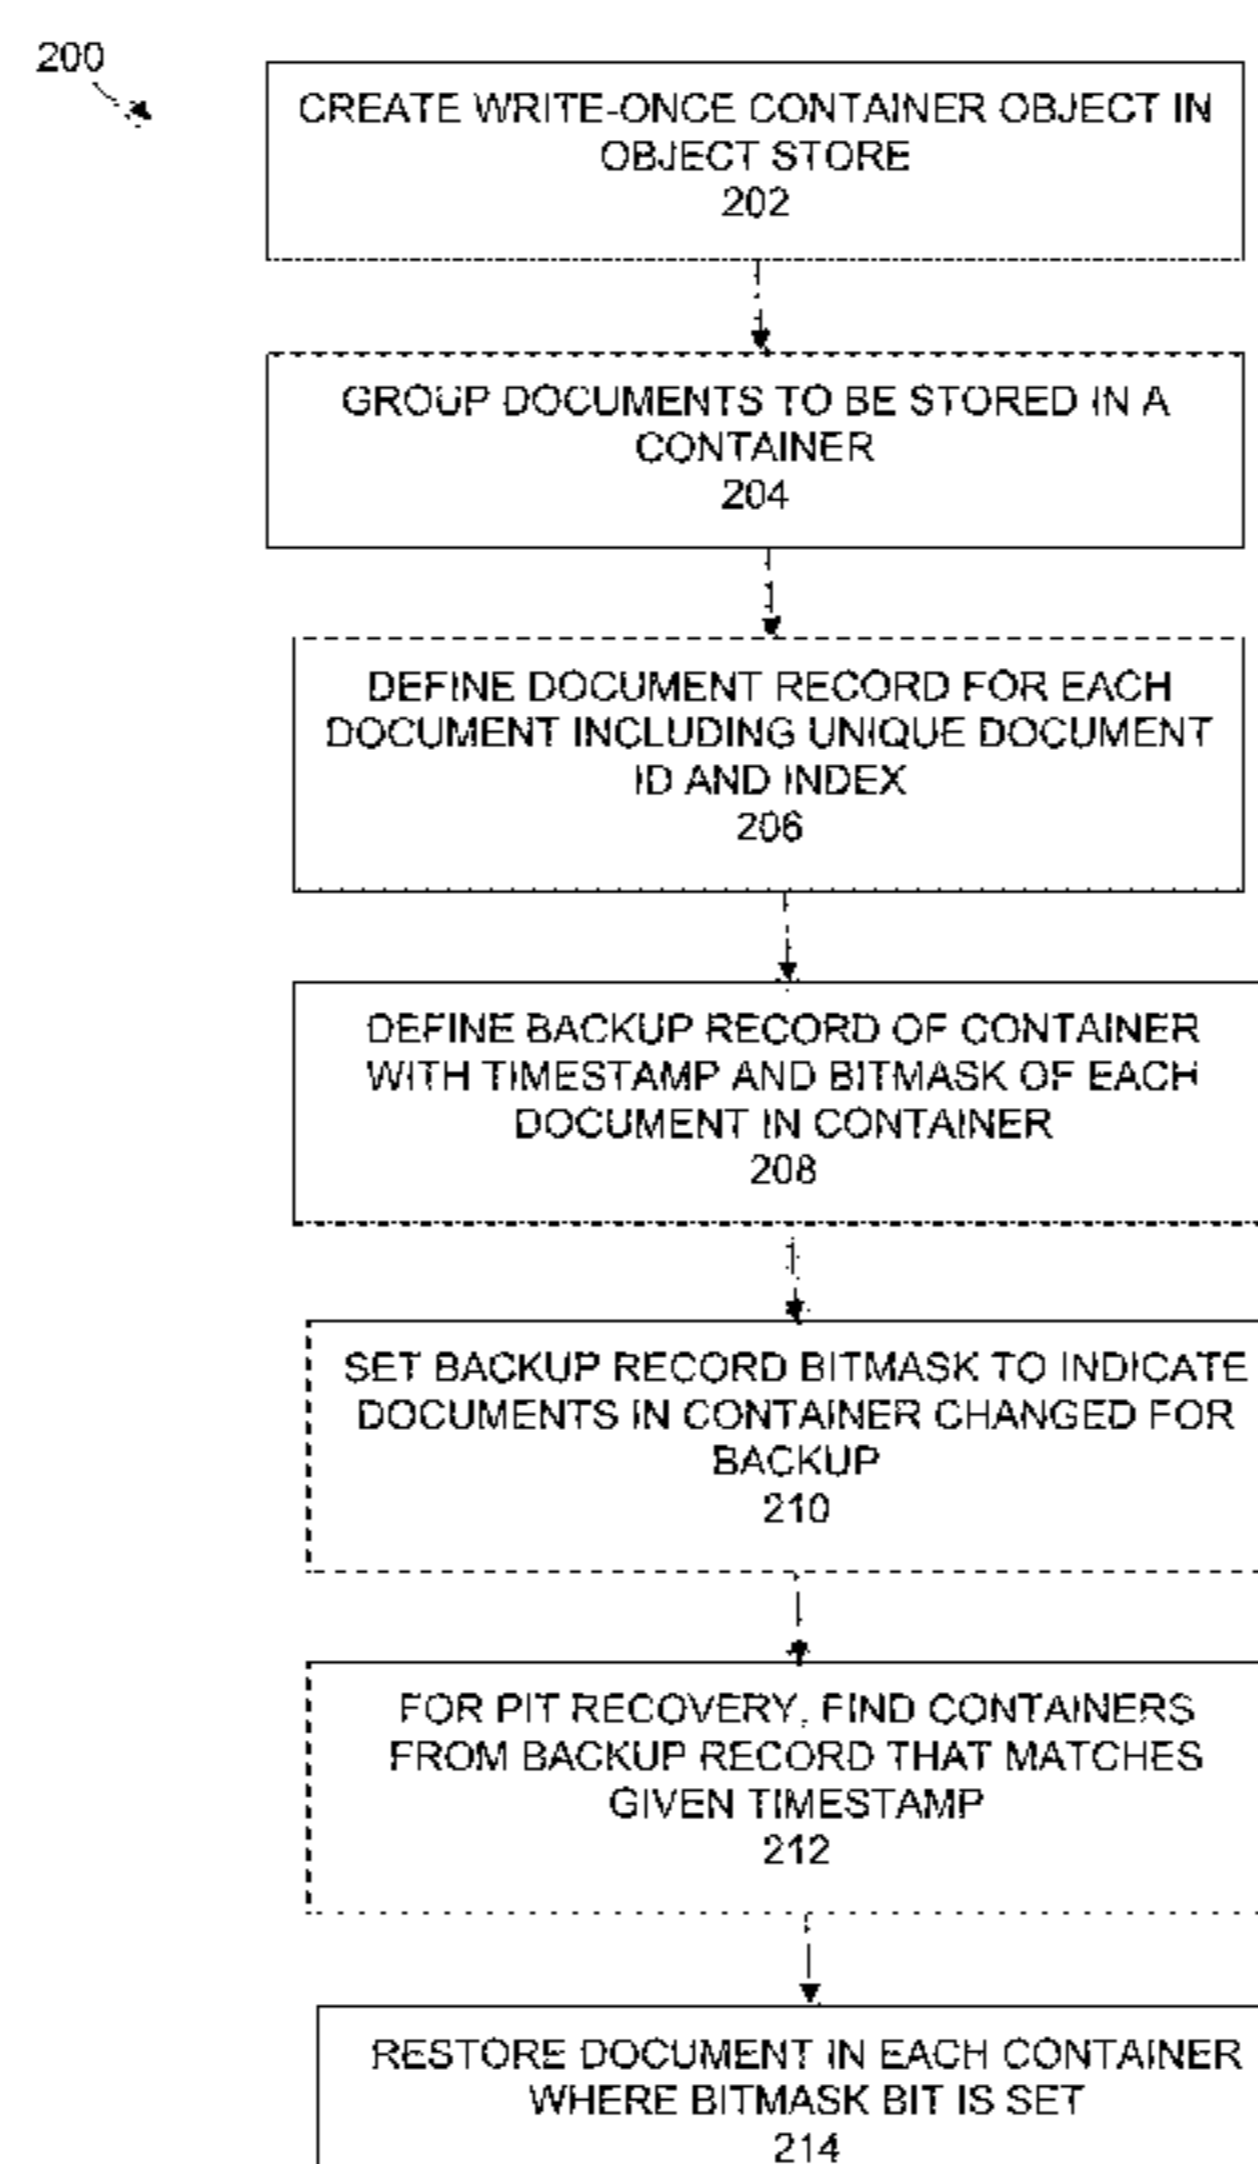 200
CREATE WRITE-ONCE CONTAINER OBJECT IN
OBJECT STORE
202
GROUP DOCUMENTS TO BE STORED IN A
CONTAINER
204
DEFINE DOCUMENT RECORD FOR EACH
DOCUMENT INCLUDING UNIQUE DOCUMENT
ID AND INDEX
206
DEFINE BACKUP RECORD OF CONTAINER
WITH TIMESTAMP AND BITMASK OF EACH
DOCUMENT IN CONTAINER
208
SET BACKUP RECORD BITMASK TO INDICATE
DOCUMENTS IN CONTAINER CHANGED FOR
BACKUP
210
FOR PIT RECOVERY, FIND CONTAINERS
FROM BACKUP RECORD THAT MATCHES
GIVEN TIMESTAMP
212
RESTORE DOCUMENT IN EACH CONTAINER
WHERE BITMASK BIT IS SET
214